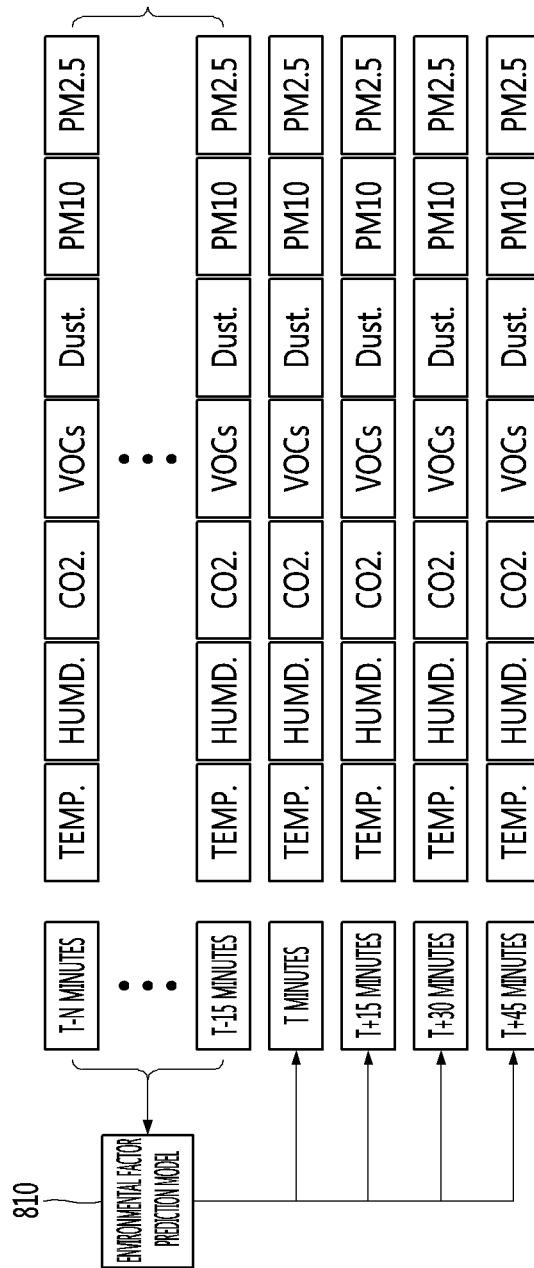 810
ENVIRONMENTAL FACTOR
PREDICTION MODEL
T-N MINUTES
TEMP. HUMD. CO2. VOCs Dust. PM10 PM2.5
T-15 MINUTES
TEMP. HUMD. CO2. VOCs Dust. PM10 PM2.5
T MINUTES
TEMP. HUMD. CO2. VOCs Dust. PM10 PM2.5
T+15 MINUTES
TEMP. HUMD. CO2. VOCs Dust. PM10 PM2.5
T+30 MINUTES
TEMP. HUMD. CO2. VOCs Dust. PM10 PM2.5
T+45 MINUTES
TEMP. HUMD. CO2. VOCs Dust. PM10 PM2.5